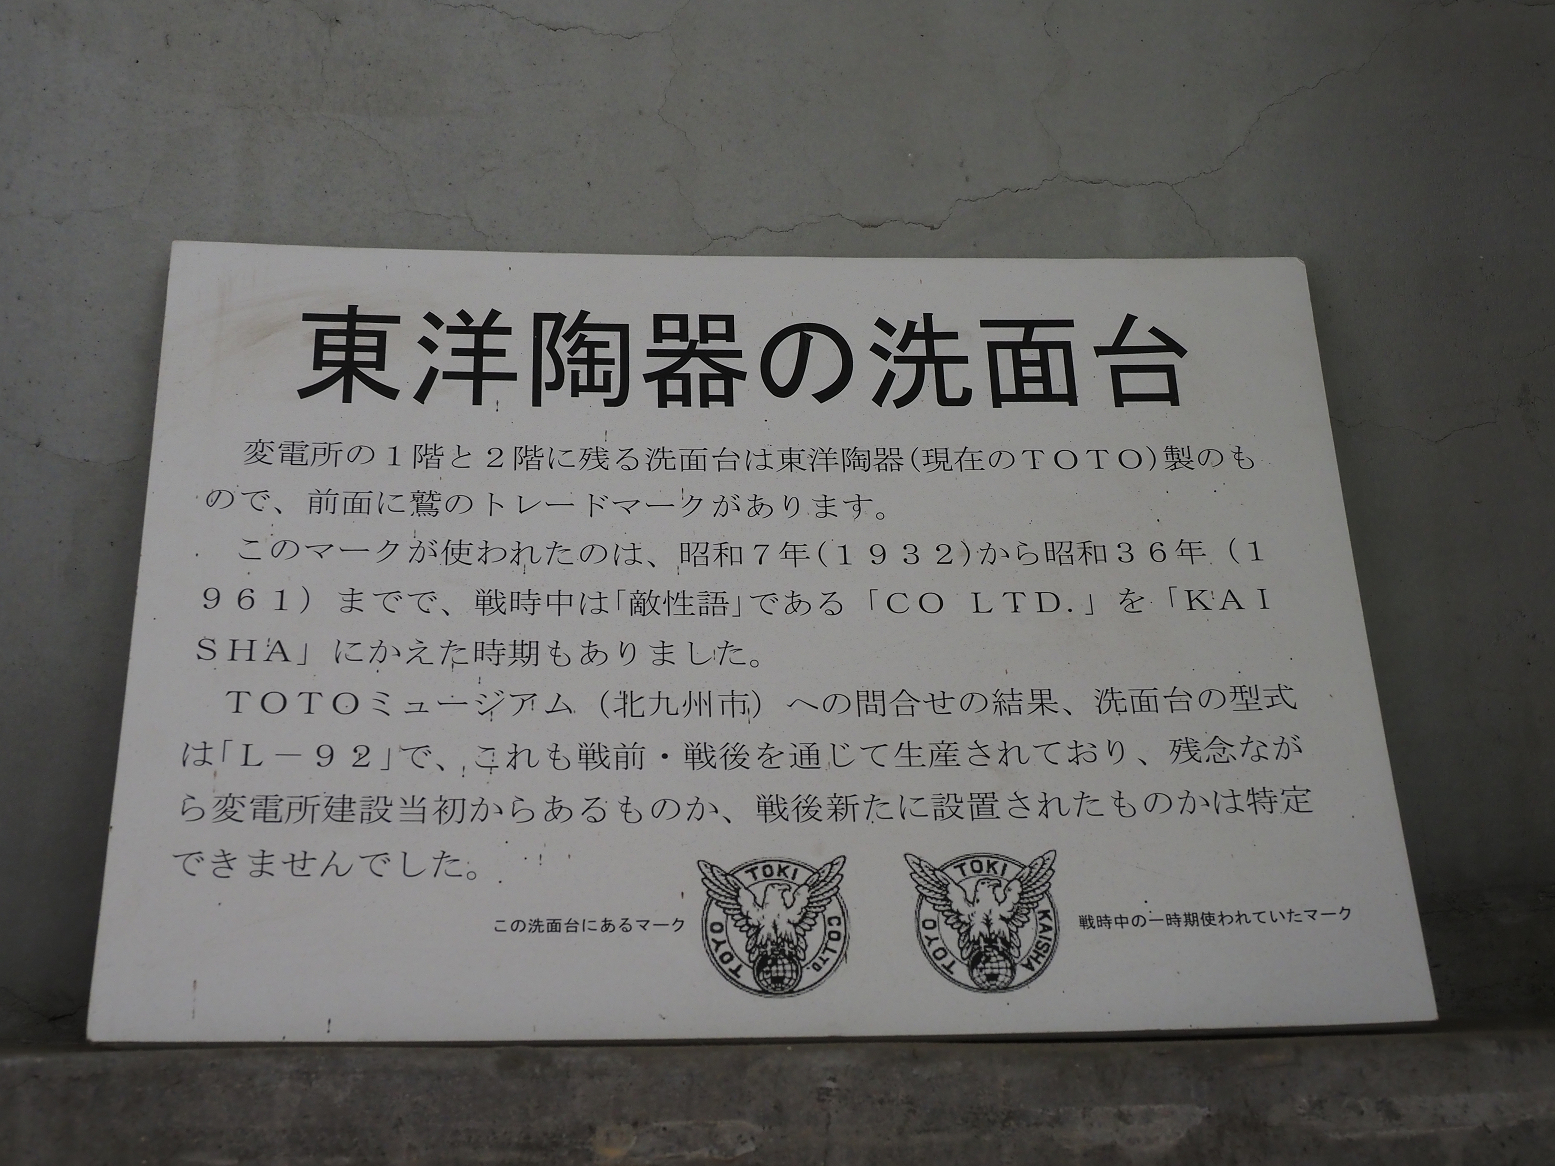 東洋陶器の洗面台
変電所の１階と２階に残る洗面台は東洋陶器(現在のＴＯＴＯ)製のも
ので、前面に鷲のトレードマークがあります。
このマークが使われたのは、昭和７年(１９３２)から昭和３６年（１
９６１）までで、戦時中は｢敵性語｣である「ＣＯ ＬＴＤ.」を「ＫＡＩ
ＳＨＡ」にかえた時期もありました。
ＴＯＴＯミュージアム（北九州市）への問合せの結果、洗面台の型式
は｢Ｌ－９２｣で、これも戦前・戦後を通じて生産されており、残念なが
ら変電所建設当初からあるものか、戦後新たに設置されたものかは特定
できませんでした。
この洗面台にあるマーク
TOYO TOKI CO.LTD.
TOYO TOKI KAISHA
戦時中の一時期使われていたマーク